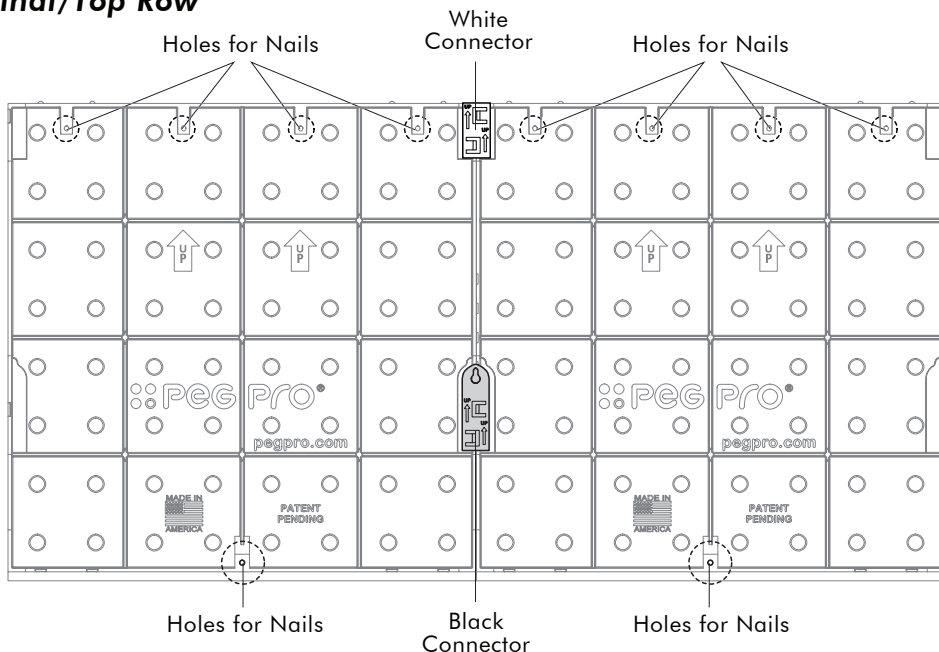 inal/Top Row
White
Connector
Holes for Nails
Holes for Nails
UP
UP
UP
UP
UP
UP
Peg Pro®
Peg Pro®
UP
UP
pegpro.com
pegpro.com
MADE IN
AMERICA
PATENT
PENDING
MADE IN
AMERICA
PATENT
PENDING
Holes for Nails
Black
Connector
Holes for Nails